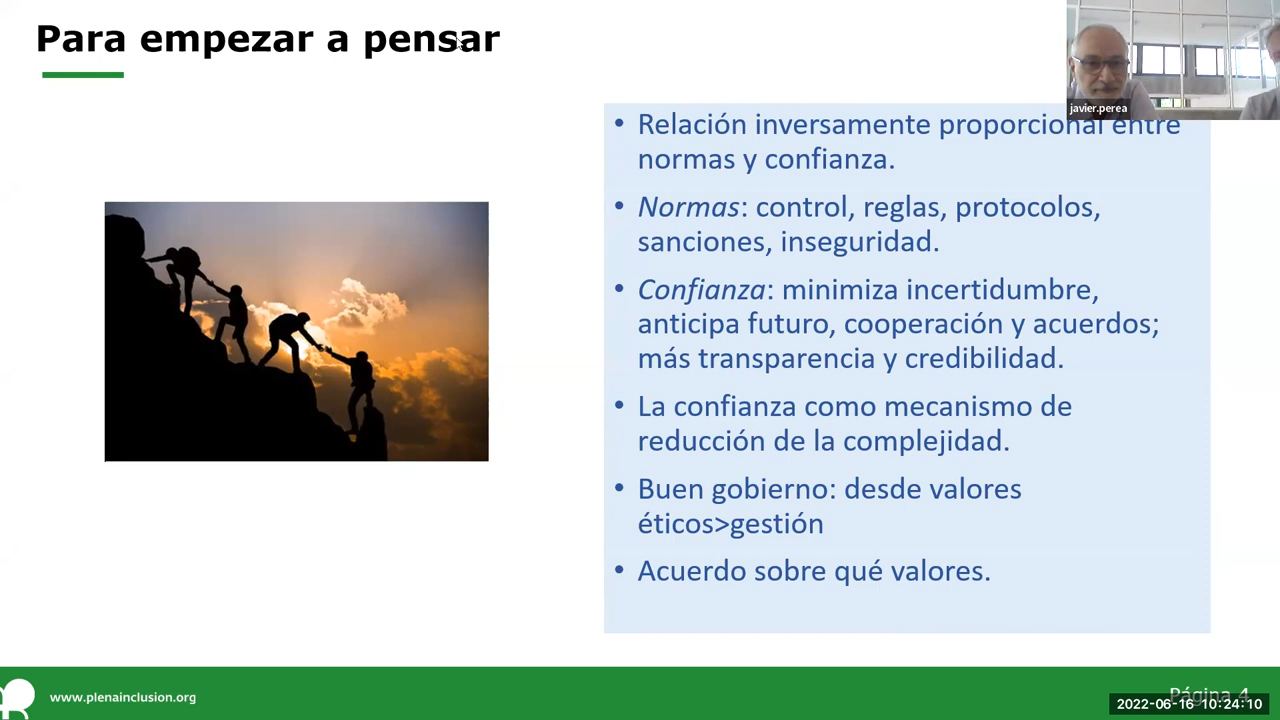 Para empezar a pensar
javier.perea
• Relación inversamente proporcional entre
normas y confianza.
• Normas: control, reglas, protocolos,
sanciones, inseguridad.
• Confianza: minimiza incertidumbre,
anticipa futuro, cooperación y acuerdos;
más transparencia y credibilidad.
• La confianza como mecanismo de
reducción de la complejidad.
• Buen gobierno: desde valores
éticos>gestión
• Acuerdo sobre qué valores.
www.plenainclusion.org
Página 4
2022-06-16 10:24:10